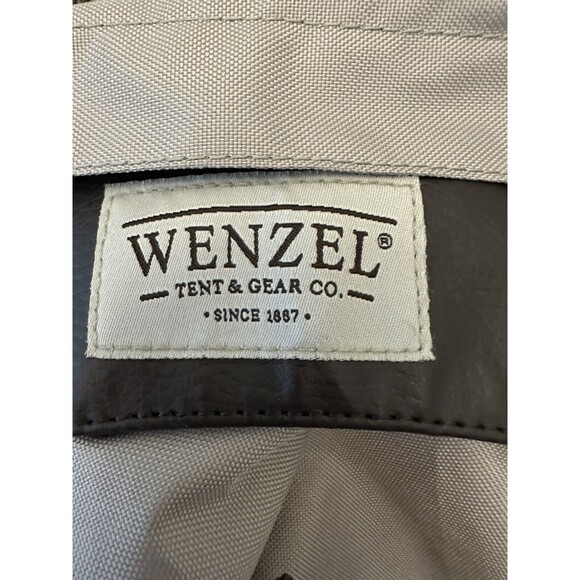 WENZEL®
TENT & GEAR CO.
• SINCE 1887 •